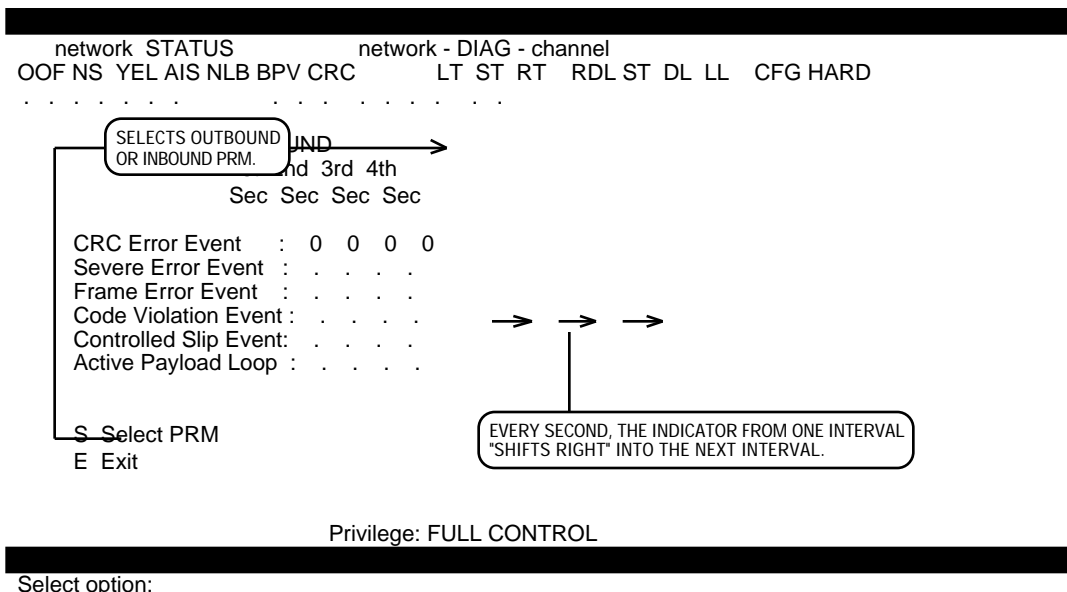 network STATUS network - DIAG - channel
OOF NS YEL AIS NLB BPV CRC LT ST RT RDL ST DL LL CFG HARD
. . . . . . . . . . . . . . . .
SELECTS OUTBOUND
OR INBOUND PRM.
3rd 4th
Sec Sec Sec Sec
CRC Error Event : 0 0 0 0
Severe Error Event : . . . .
Frame Error Event : . . . .
Code Violation Event : . . . .
Controlled Slip Event: . . . .
Active Payload Loop : . . . .
S Select PRM
E Exit
EVERY SECOND, THE INDICATOR FROM ONE INTERVAL
"SHIFTS RIGHT" INTO THE NEXT INTERVAL.
Privilege: FULL CONTROL
Select option: